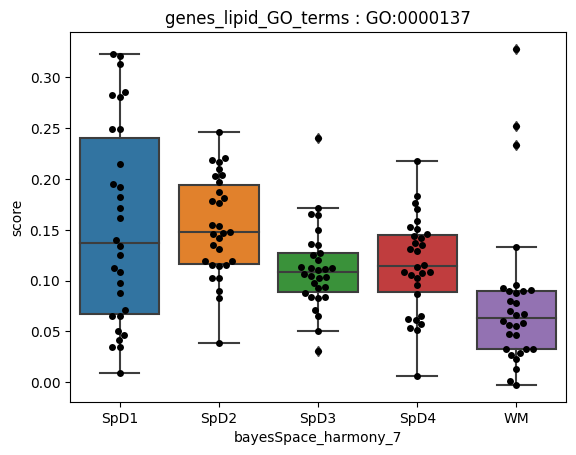 genes_lipid_GO_terms : GO:0000137
score
0.30
0.25
0.20
0.15
0.10
0.05
0.00
SpD1 SpD2 SpD3 SpD4 WM
bayesSpace_harmony_7